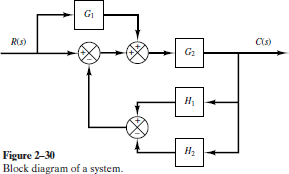 G₁
R(s)
C(s)
+
+
+
−
+
G₂
H₁
+
+
H₂
Figure 2–30
Block diagram of a system.